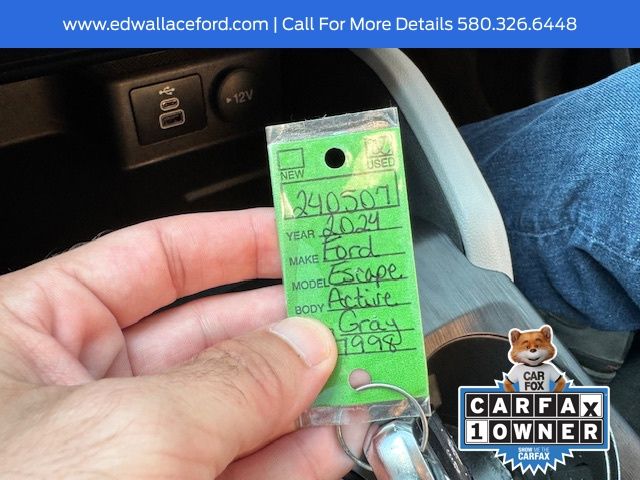 www.edwallaceford.com | Call For More Details 580.326.6448
12V
NEW USED
240507
YEAR 2024
MAKE Ford
MODEL Escape
BODY Active
Gray
7998
CAR
FOX
CARFAX
1 OWNER
SHOW ME THE
CARFAX